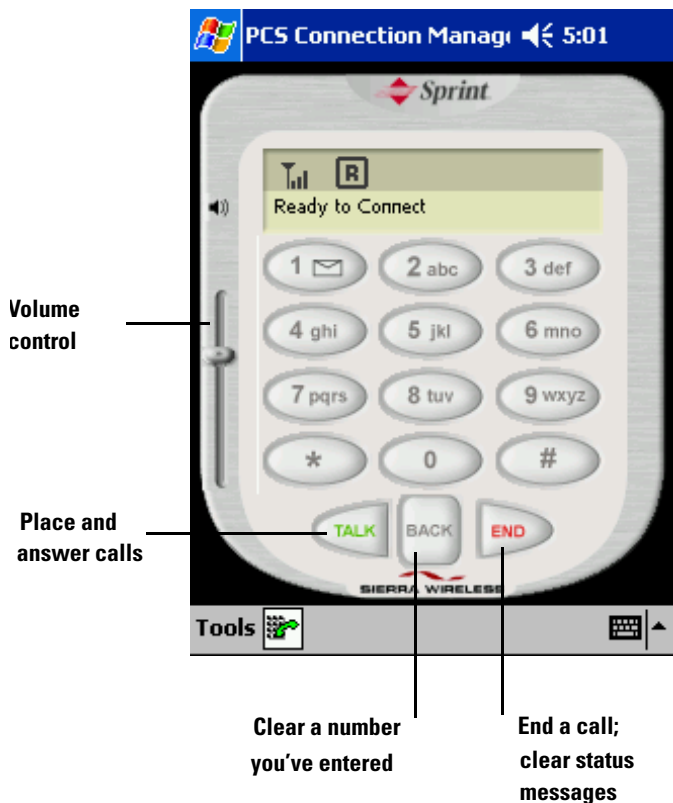 PCS Connection Manag 5:01
Sprint
R
Ready to Connect
1
2 abc
3 def
Volume
control
4 ghi
5 jkl
6 mno
7 pqrs
8 tuv
9 wxyz
*
0
#
Place and
answer calls
TALK
BACK
END
SIERRA WIRELESS
Tools
Clear a number
you've entered
End a call;
clear status
messages